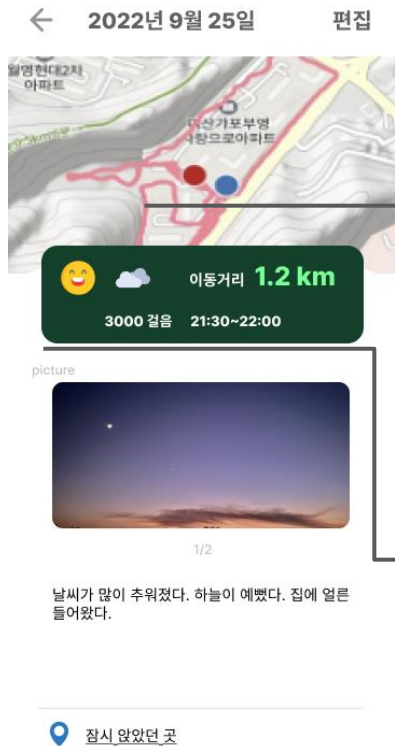 2022년 9월 25일 편집
월영현대2차
아파트
마산가포부영
사랑으로아파트
이동거리 1.2 km
3000 걸음 21:30~22:00
picture
1/2
날씨가 많이 추워졌다. 하늘이 예뻤다. 집에 얼른
들어왔다.
잠시 앉았던 곳